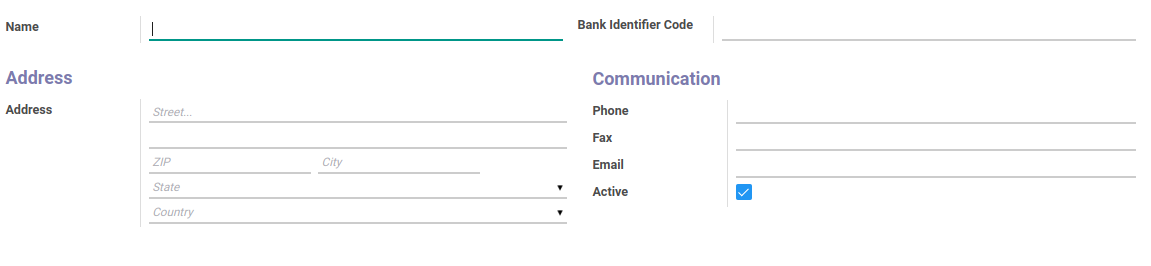 Name
Bank Identifier Code
Address
Address
Street...
ZIP City
State
Country
Communication
Phone
Fax
Email
Active